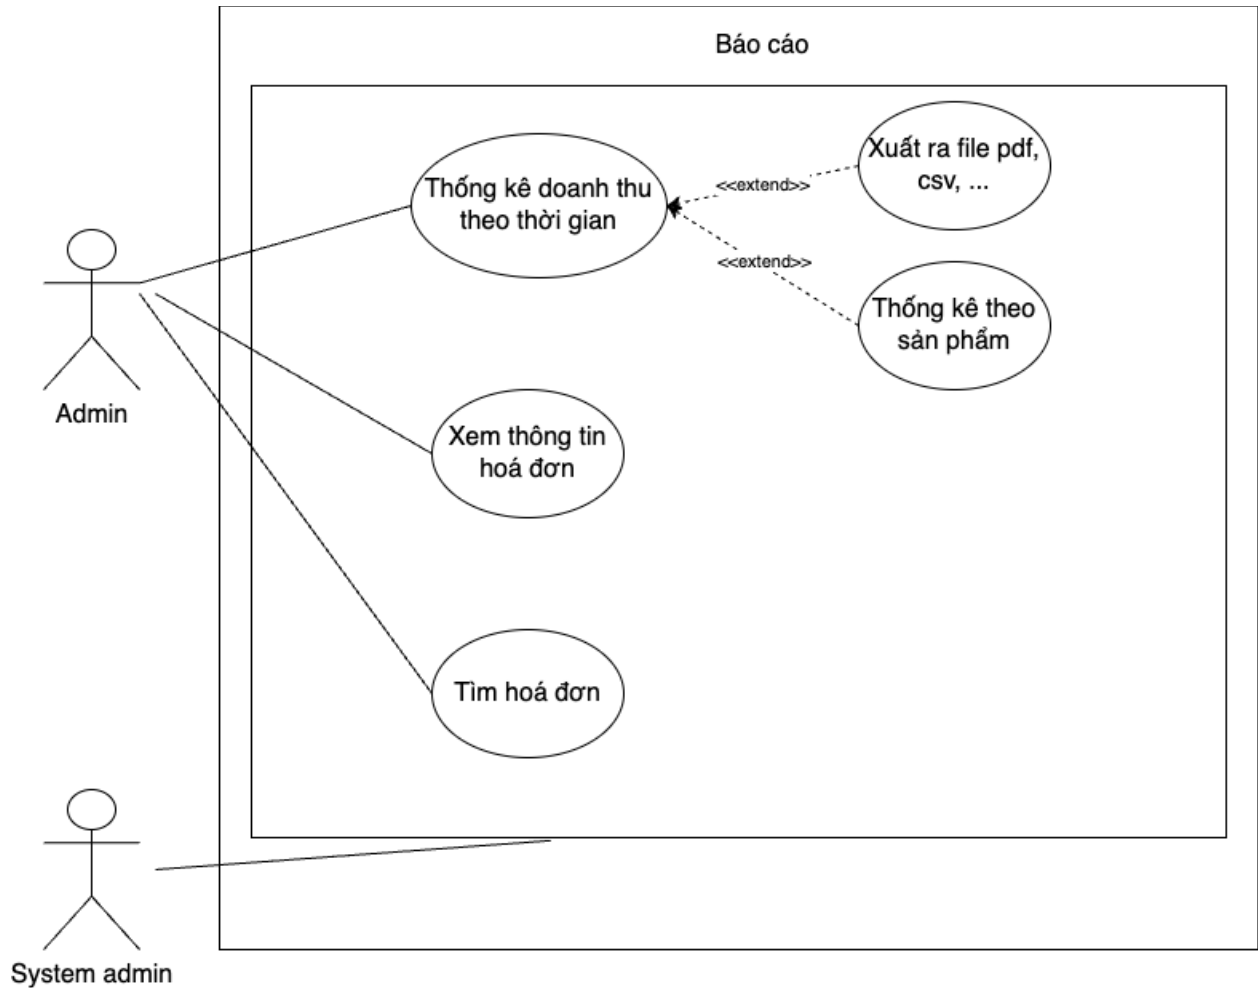 Báo cáo
Thống kê doanh thu
theo thời gian
<<extend>>
Xuất ra file pdf,
csv, ...
<<extend>>
Thống kê theo
sản phẩm
Admin
Xem thông tin
hoá đơn
Tìm hoá đơn
System admin